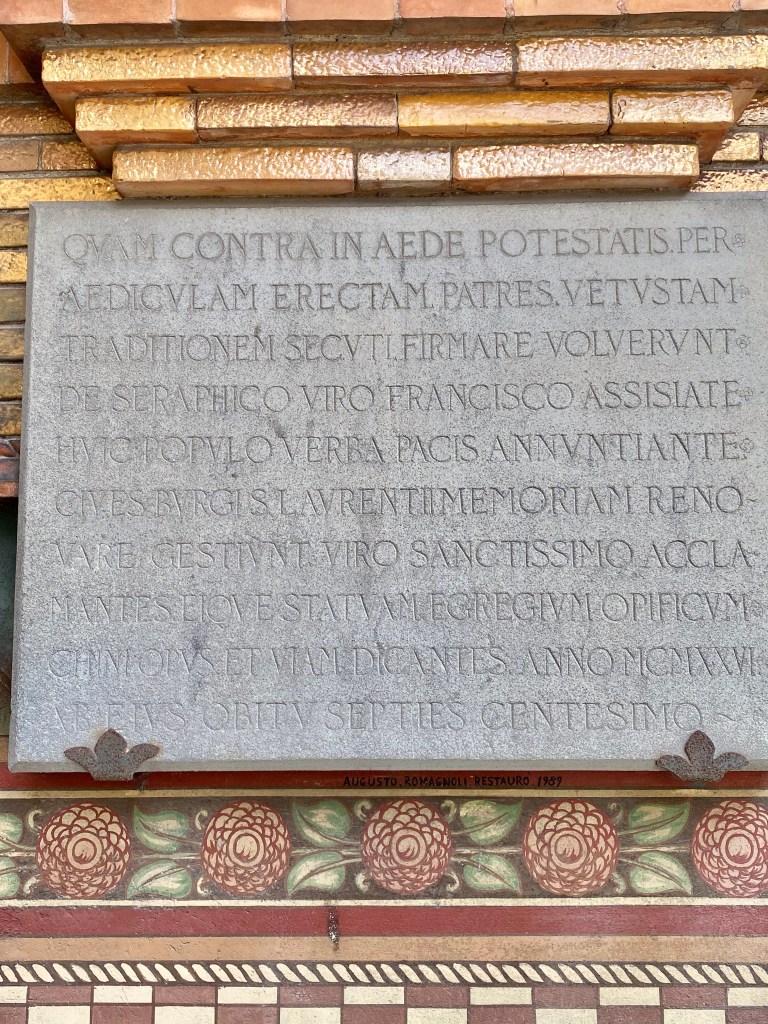 QVAM CONTRA IN AEDE POTESTATIS. PER
AEDICVLAM ERECTAM. PATRES. VETVSTAM
TRADITIONEM SECVTI. FIRMARE VOLVERVNT
DE SERAPHICO VIRO FRANCISCO ASSISIATE
HVIC POPVLO VERBA PACIS ANNVNTIANTE
CIVES BVRGI S. LAVRENTII MEMORIAM RENO
VARE GESTIVNT VIRO SANCTISSIMO ACCLA
MANTES EIQVE STATVAM EGREGIVM OPIFICVM
CHINI OPVS ET VIAM DICANTES ANNO MCMXXVI
AB EIVS OBITV SEPTIES CENTESIMO
AUGUSTO. ROMAGNOLI. RESTAURO. 1989